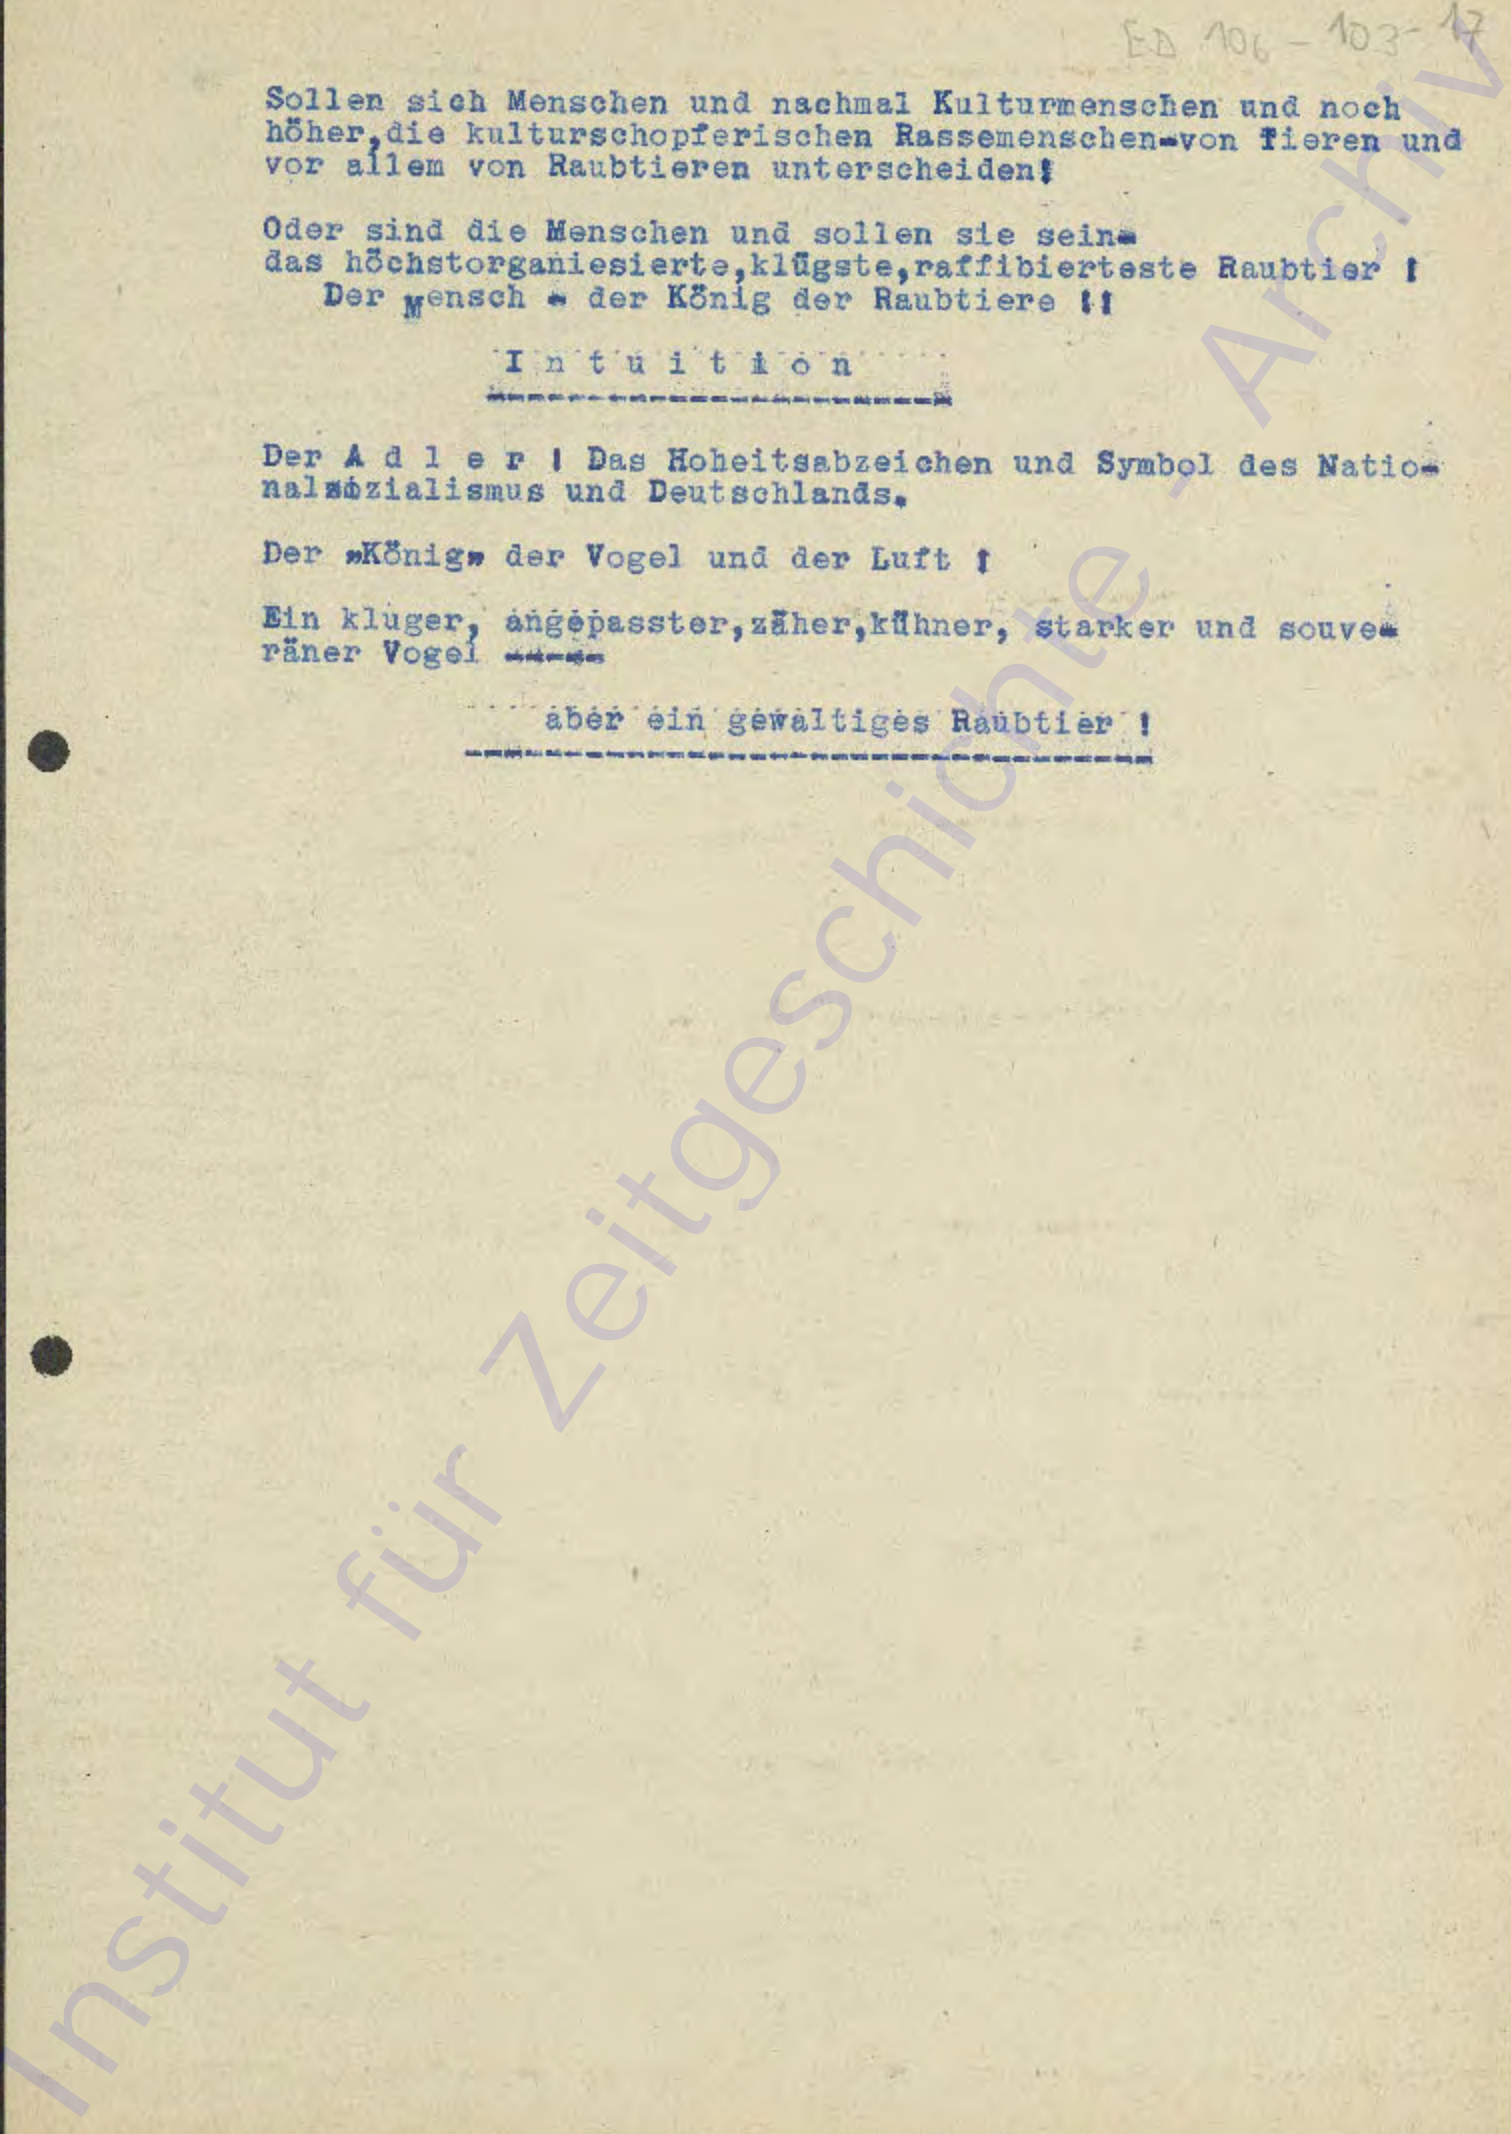 ED 106 - 103-17
Sollen sich Menschen und nachmal Kulturmenschen und noch
höher,die kulturschopferischen Rassemenschen-von Tieren und
vor allem von Raubtieren unterscheiden!
Oder sind die Menschen und sollen sie sein-
das höchstorganiesierte,klügste,raffibierteste Raubtier !
Der Mensch - der König der Raubtiere !!
I n t u i t i o n
-----------------------
Der A d l e r ! Das Hoheitsabzeichen und Symbol des Natio-
nalsozialismus und Deutschlands.
Der "König" der Vogel und der Luft !
Ein kluger, angepasster,zäher,kühner, starker und souve-
räner Vogel -----
aber ein gewaltiges Raubtier !
----------------------------------
Institut für Zeitgeschichte - Archiv